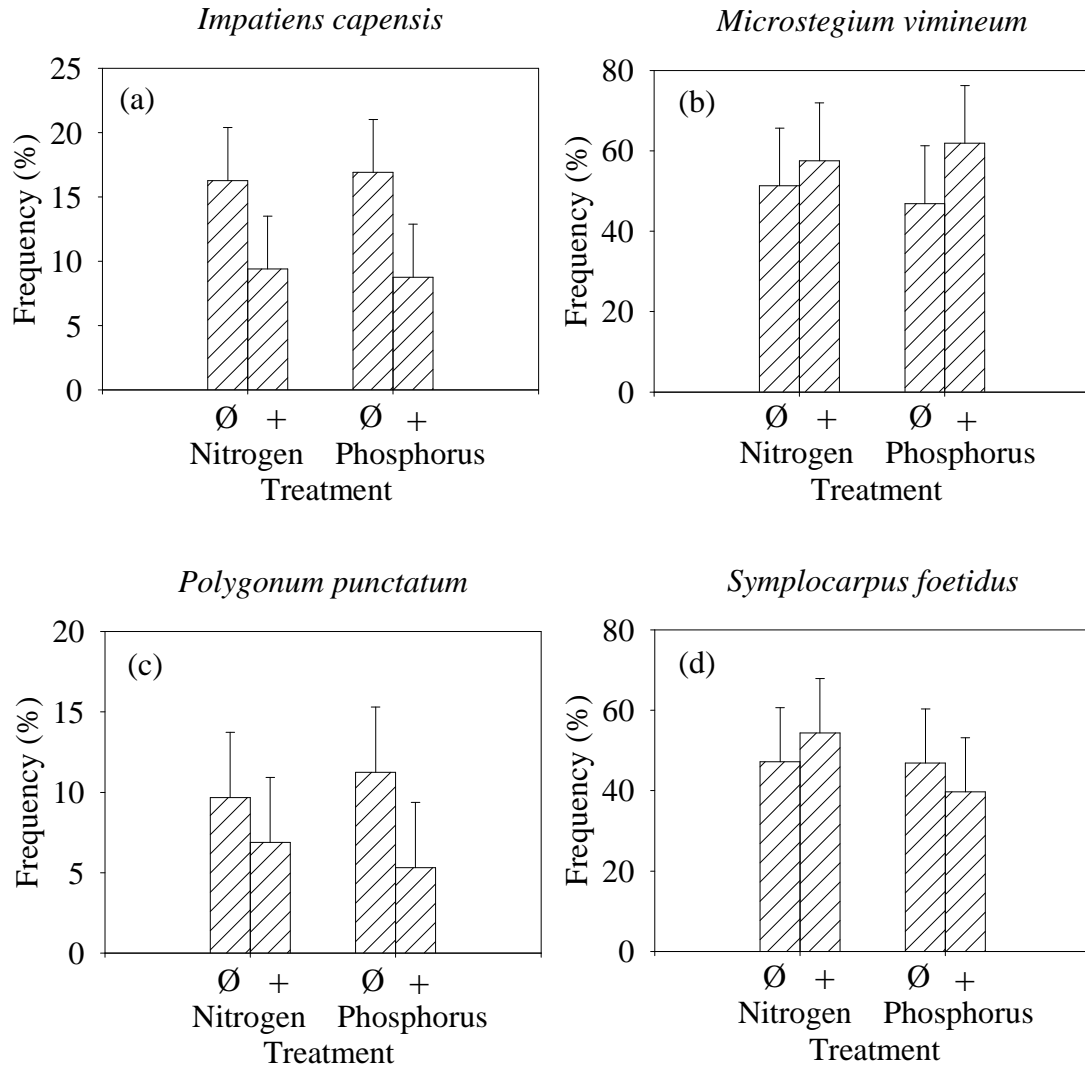 Impatiens capensis
(a)
Frequency (%)
25
20
15
10
5
0
Ø + Ø +
Nitrogen Phosphorus
Treatment
Microstegium vimineum
(b)
Frequency (%)
80
60
40
20
0
Ø + Ø +
Nitrogen Phosphorus
Treatment
Polygonum punctatum
(c)
Frequency (%)
20
15
10
5
0
Ø + Ø +
Nitrogen Phosphorus
Treatment
Symplocarpus foetidus
(d)
Frequency (%)
80
60
40
20
0
Ø + Ø +
Nitrogen Phosphorus
Treatment